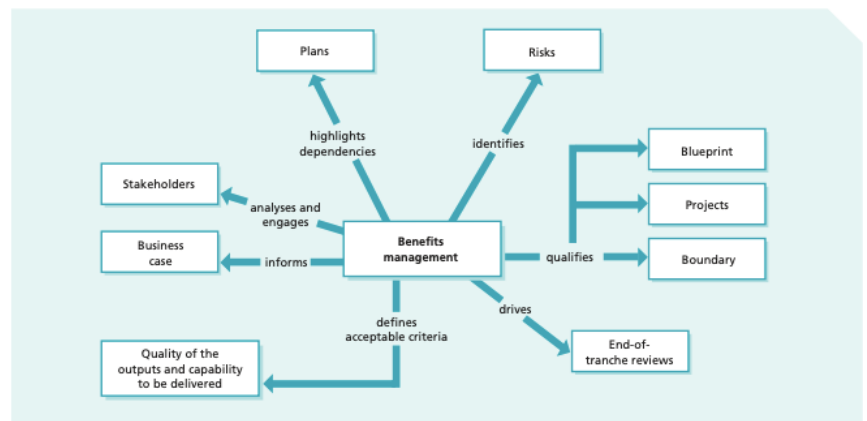 Plans
Risks
highlights
dependencies
identifies
Blueprint
Stakeholders
analyses and
engages
Projects
Business
case
informs
Benefits
management
qualifies
Boundary
defines
acceptable criteria
drives
Quality of the
outputs and capability
to be delivered
End-of-
tranche reviews